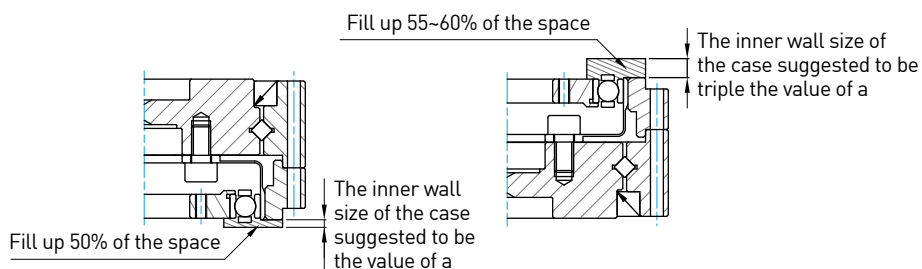 Fill up 55~60% of the space
The inner wall size of
the case suggested to be
triple the value of a
The inner wall
size of the case
suggested to be
the value of a
Fill up 50% of the space